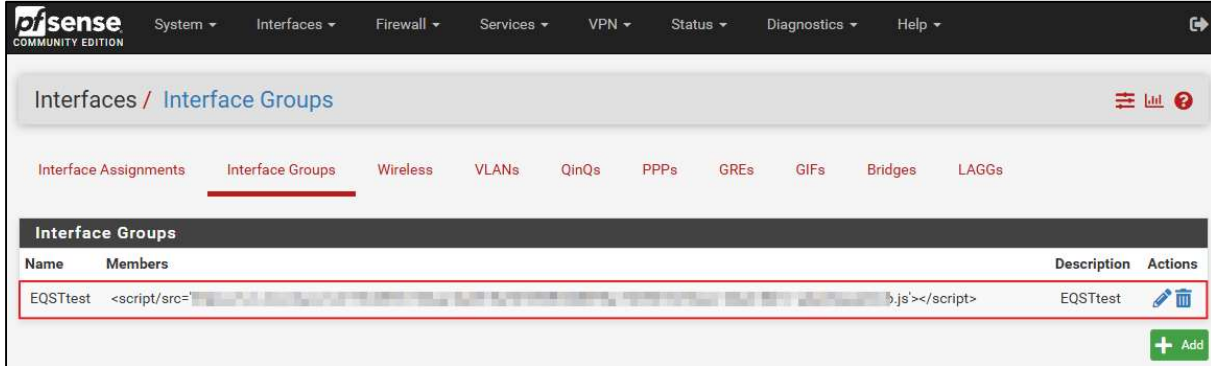 pfsense
COMMUNITY EDITION
System Interfaces Firewall Services VPN Status Diagnostics Help
Interfaces / Interface Groups
Interface Assignments Interface Groups Wireless VLANs QinQs PPPs GREs GIFs Bridges LAGGs
Interface Groups
Name Members Description Actions
EQSTtest <script/src=' .js'></script> EQSTtest
Add